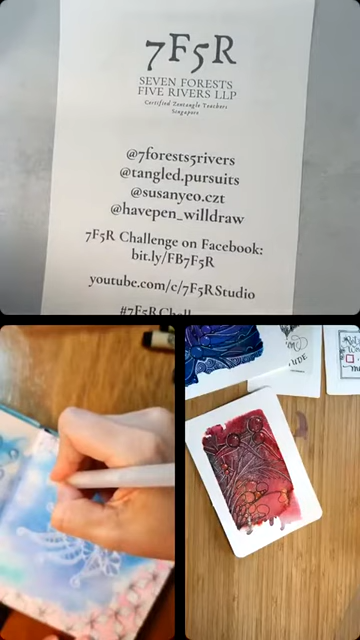 7F5R
SEVEN FORESTS
FIVE RIVERS LLP
Certified Zentangle Teachers
Singapore
@7forests5rivers
@tangled.pursuits
@susanyeo.czt
@havepen_willdraw
7F5R Challenge on Facebook:
bit.ly/FB7F5R
youtube.com/c/7F5RStudio